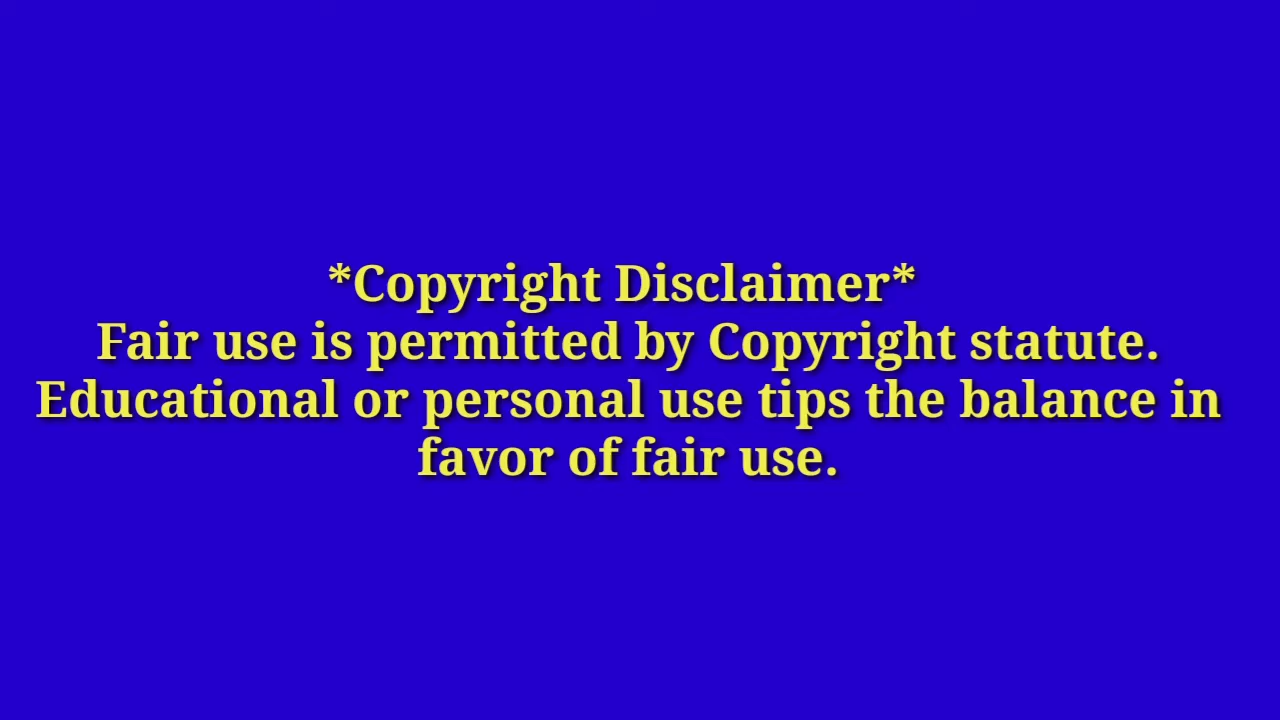 *Copyright Disclaimer*
Fair use is permitted by Copyright statute.
Educational or personal use tips the balance in
favor of fair use.